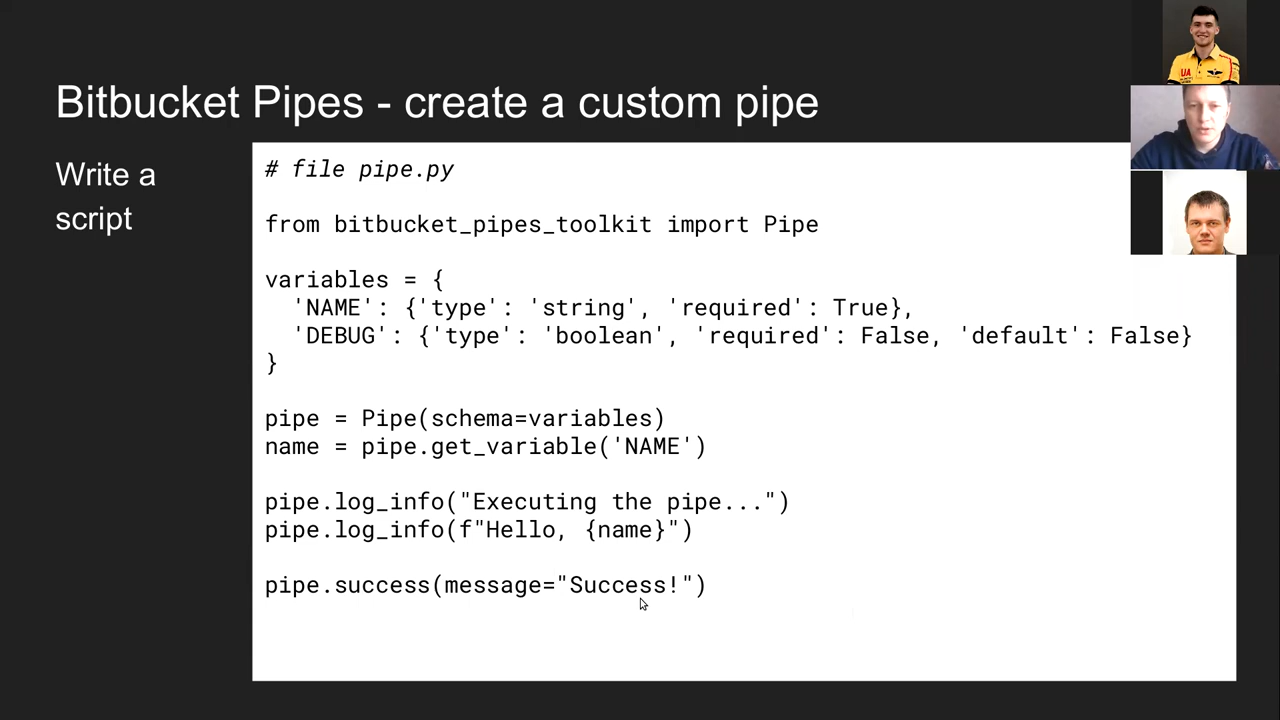 Bitbucket Pipes - create a custom pipe
Write a
script
# file pipe.py
from bitbucket_pipes_toolkit import Pipe
variables = {
  'NAME': {'type': 'string', 'required': True},
  'DEBUG': {'type': 'boolean', 'required': False, 'default': False}
}
pipe = Pipe(schema=variables)
name = pipe.get_variable('NAME')
pipe.log_info("Executing the pipe...")
pipe.log_info(f"Hello, {name}")
pipe.success(message="Success!")
UA